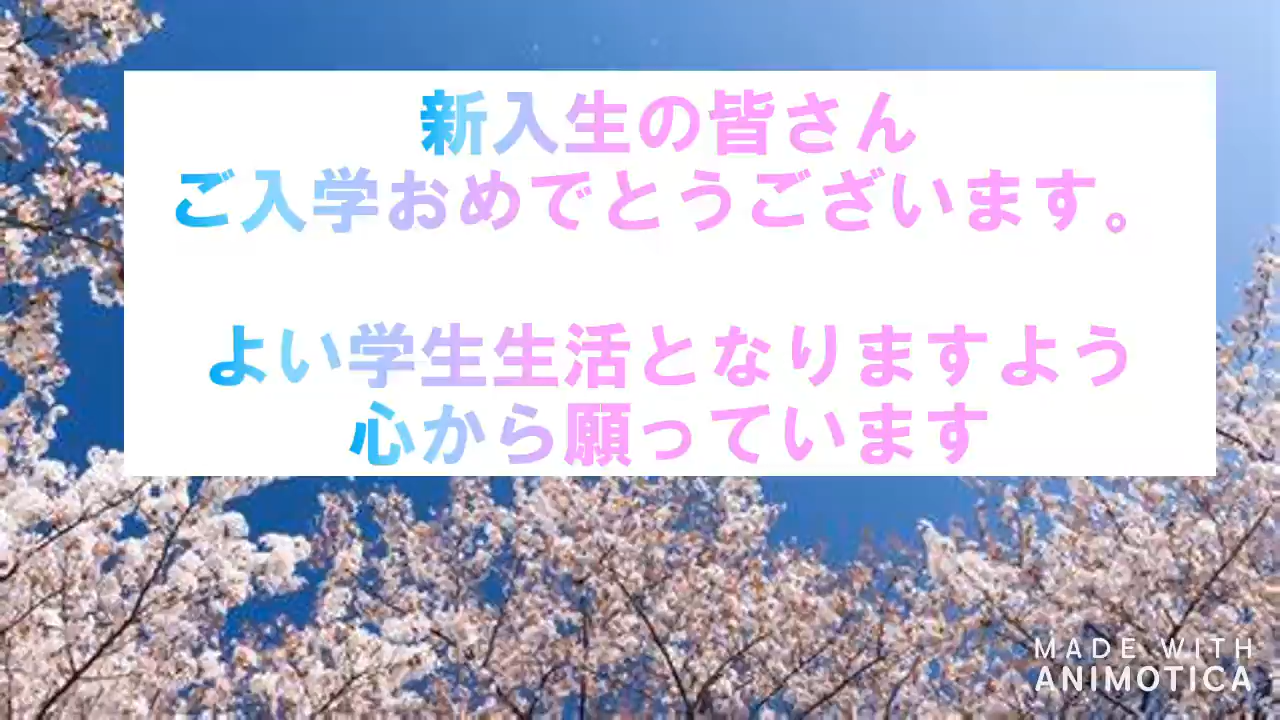 新入生の皆さん
ご入学おめでとうございます。
よい学生生活となりますよう
心から願っています
MADE WITH
ANIMOTICA